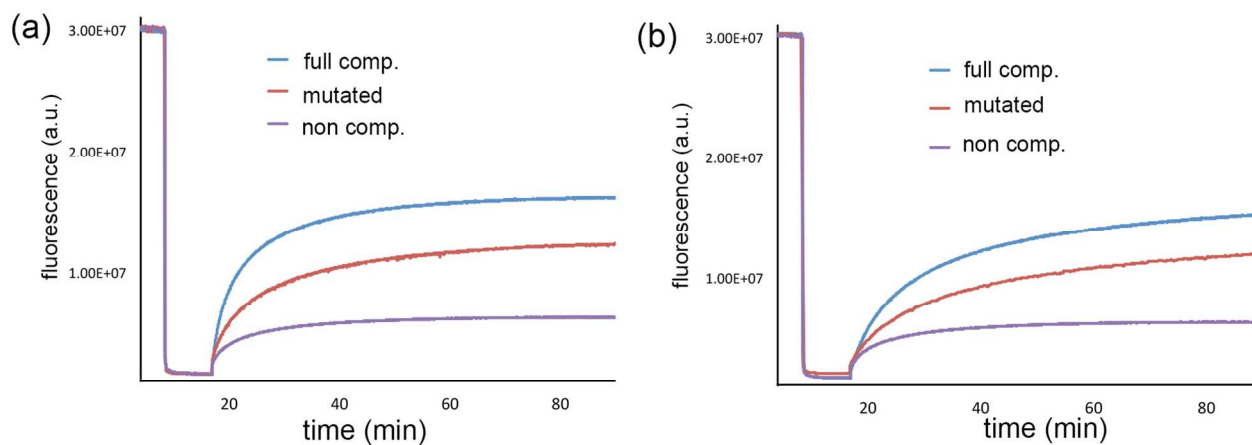 (a)
3.00E+07
2.00E+07
1.00E+07
fluorescence (a.u.)
full comp.
mutated
non comp.
20 40 60 80
time (min)
(b)
3.00E+07
2.00E+07
1.00E+07
fluorescence (a.u.)
full comp.
mutated
non comp.
20 40 60 80
time (min)